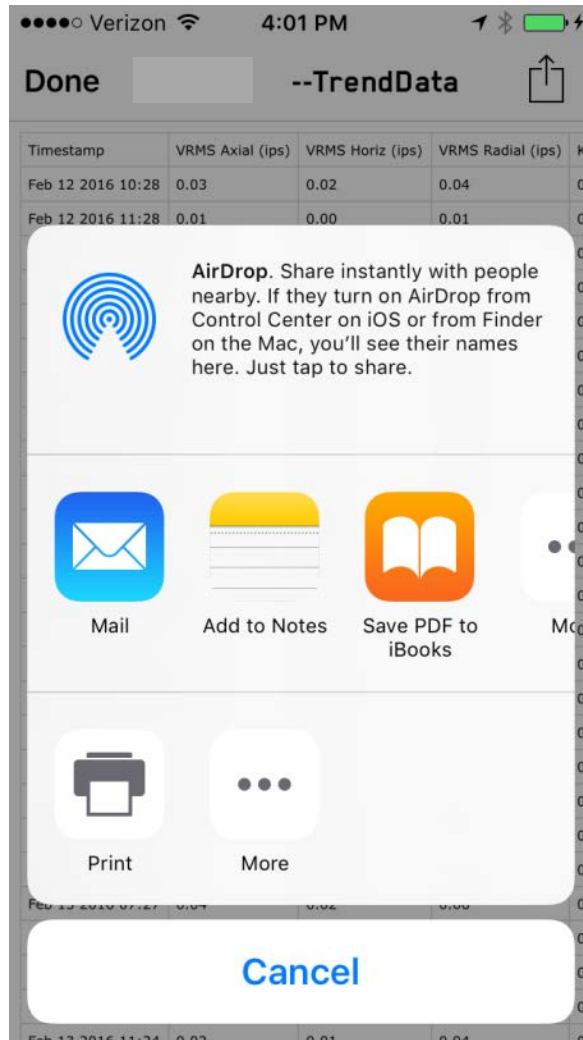 Verizon 4:01 PM
Done --TrendData
Timestamp VRMS Axial (ips) VRMS Horiz (ips) VRMS Radial (ips)
Feb 12 2016 10:28 0.03 0.02 0.04
Feb 12 2016 11:28 0.01 0.00 0.01
AirDrop. Share instantly with people
nearby. If they turn on AirDrop from
Control Center on iOS or from Finder
on the Mac, you’ll see their names
here. Just tap to share.
Mail Add to Notes Save PDF to
iBooks
Print More
Cancel